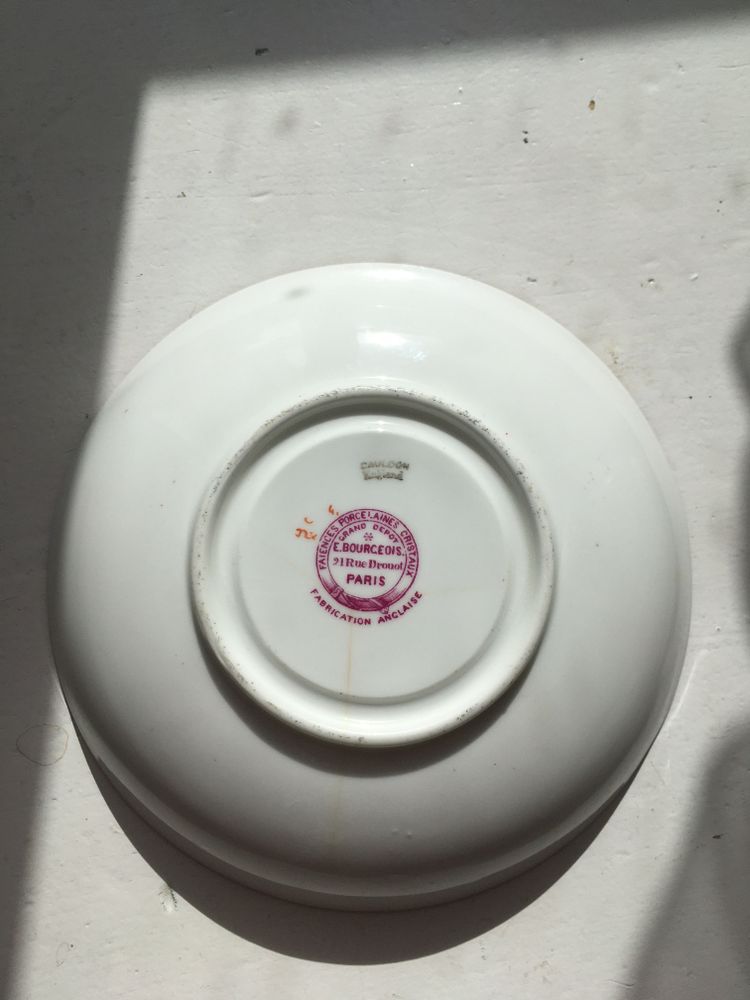 CAULDON
England
FAIENCES PORCELAINES CRISTAUX
GRAND DEPOT
E. BOURGEOIS.
21 Rue Drouot
PARIS
FABRICATION ANGLAISE